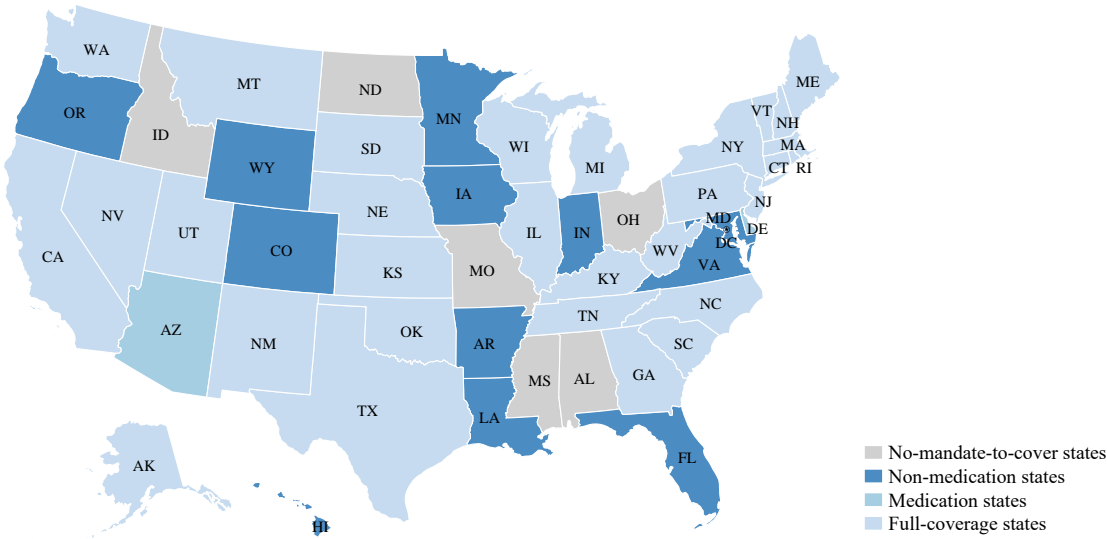 WA
MT
ND
OR
ID
MN
SD
WI
WY
MI
IA
NE
NV
UT
CO
CA
KS
MO
IL
IN
OH
PA
NY
VT
NH
ME
MA
CT
RI
NJ
MD
DE
DC
WV
VA
KY
NC
TN
SC
AZ
NM
OK
AR
MS
AL
GA
TX
LA
FL
AK
HI
No-mandate-to-cover states
Non-medication states
Medication states
Full-coverage states